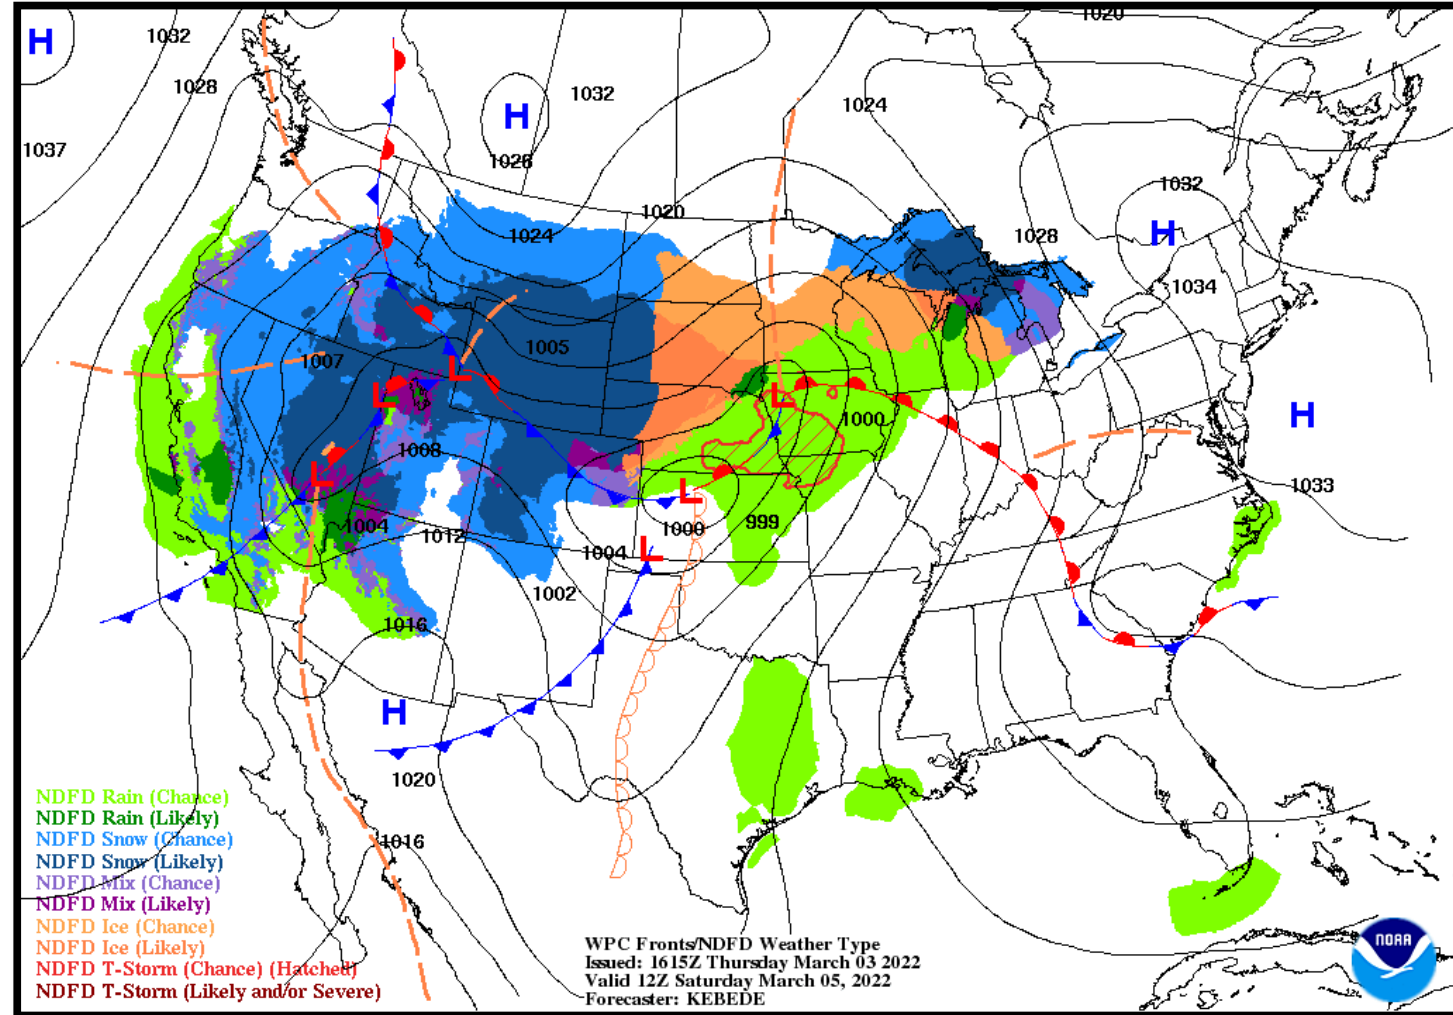 1020
H
1032
1028
1032
H
1026
1024
1037
1032
H
1020
1024
1028
1034
1007
1005
L
L
L
1000
H
1008
L
L
1033
1004
1012
1000
999
1004
L
1002
1016
H
1020
1016
NDFD Rain (Chance)
NDFD Rain (Likely)
NDFD Snow (Chance)
NDFD Snow (Likely)
NDFD Mix (Chance)
NDFD Mix (Likely)
NDFD Ice (Chance)
NDFD Ice (Likely)
NDFD T-Storm (Chance) (Hatched)
NDFD T-Storm (Likely and/or Severe)
WPC Fronts/NDFD Weather Type
Issued: 1615Z Thursday March 03 2022
Valid 12Z Saturday March 05, 2022
Forecaster: KEBEDE
NOAA